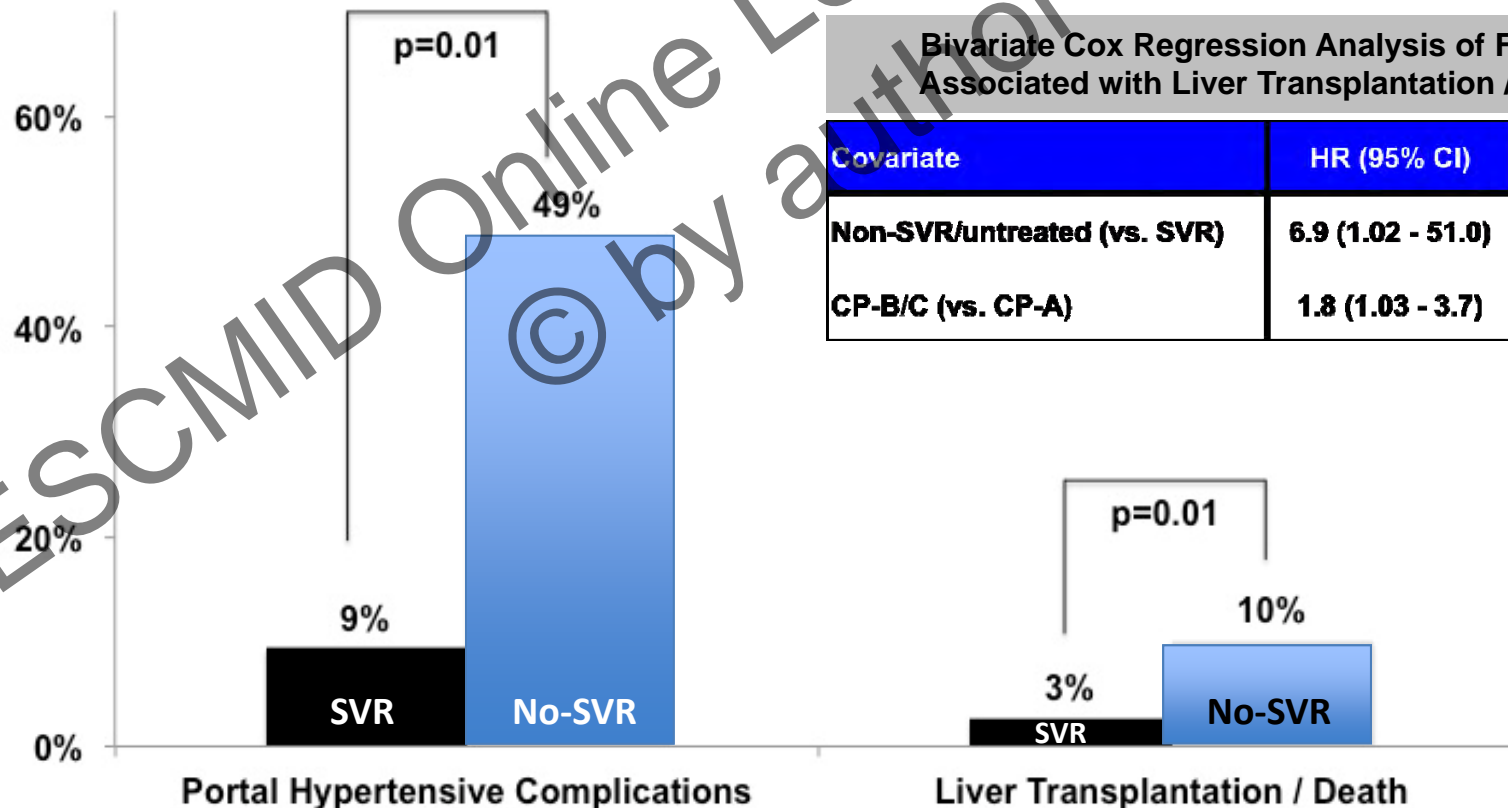 ESCMID Online
© by author
p=0.01
60%
40%
20%
0%
9%
49%
SVR
No-SVR
Portal Hypertensive Complications
p=0.01
3%
10%
SVR
No-SVR
Liver Transplantation / Death
Bivariate Cox Regression Analysis of
Associated with Liver Transplantation
Covariate HR (95% CI)
Non-SVR/untreated (vs. SVR) 6.9 (1.02 - 51.0)
CP-B/C (vs. CP-A) 1.8 (1.03 - 3.7)